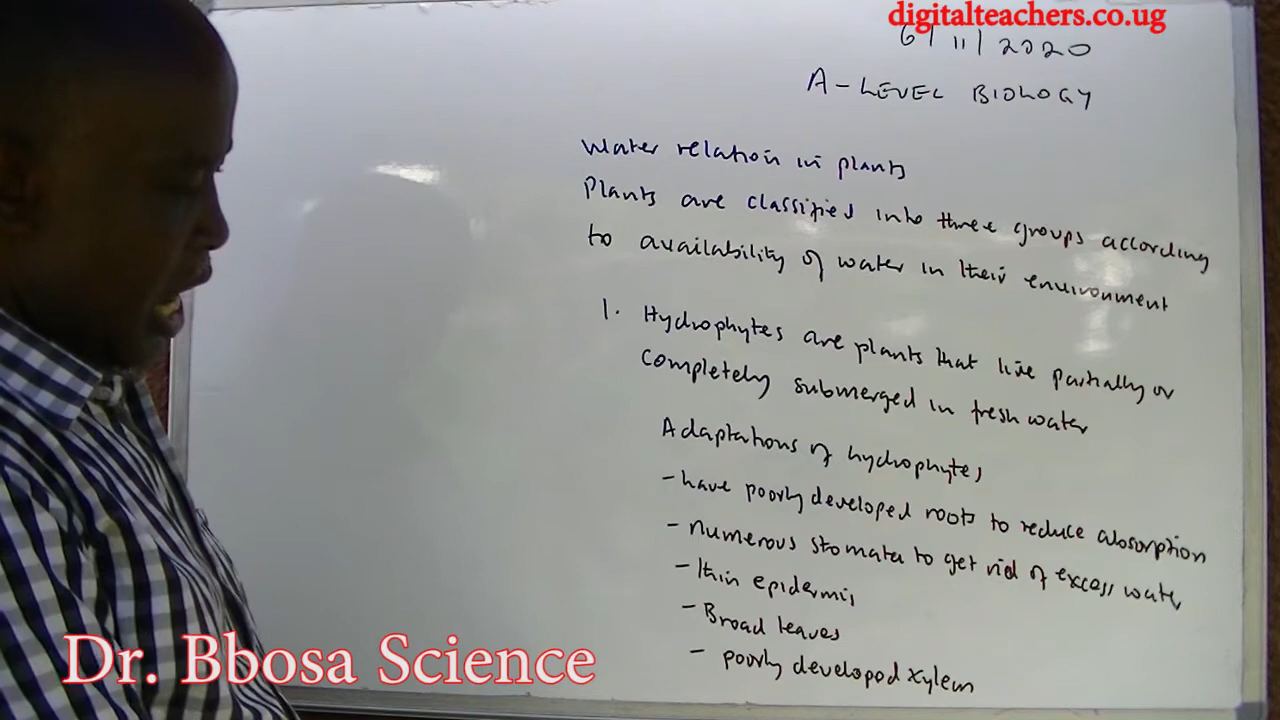 digitalteachers.co.ug
6/11/2020
A-LEVEL BIOLOGY
Water relation in plants
Plants are classified into three groups according
to availability of water in their environment
1. Hydrophytes are plants that live partially or
completely submerged in fresh water
Adaptations of hydrophytes
- have poorly developed roots to reduce absorption
- numerous stomata to get rid of excess water
- thin epidermis
- Broad leaves
- poorly developed xylem
Dr. Bbosa Science